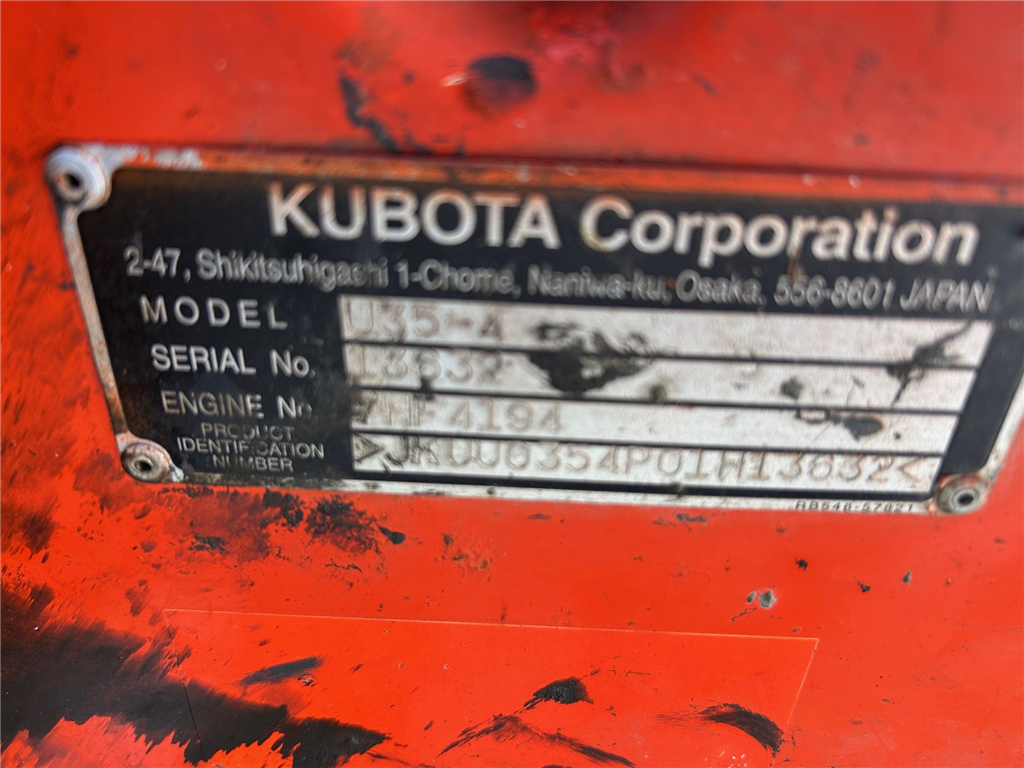 KUBOTA Corporation
2-47, Shikitsuhigashi 1-Chome, Naniwa-ku, Osaka, 556-8601 JAPAN
MODEL U35-4
SERIAL No. 13632
ENGINE No.
PRODUCT IDENTIFICATION NUMBER